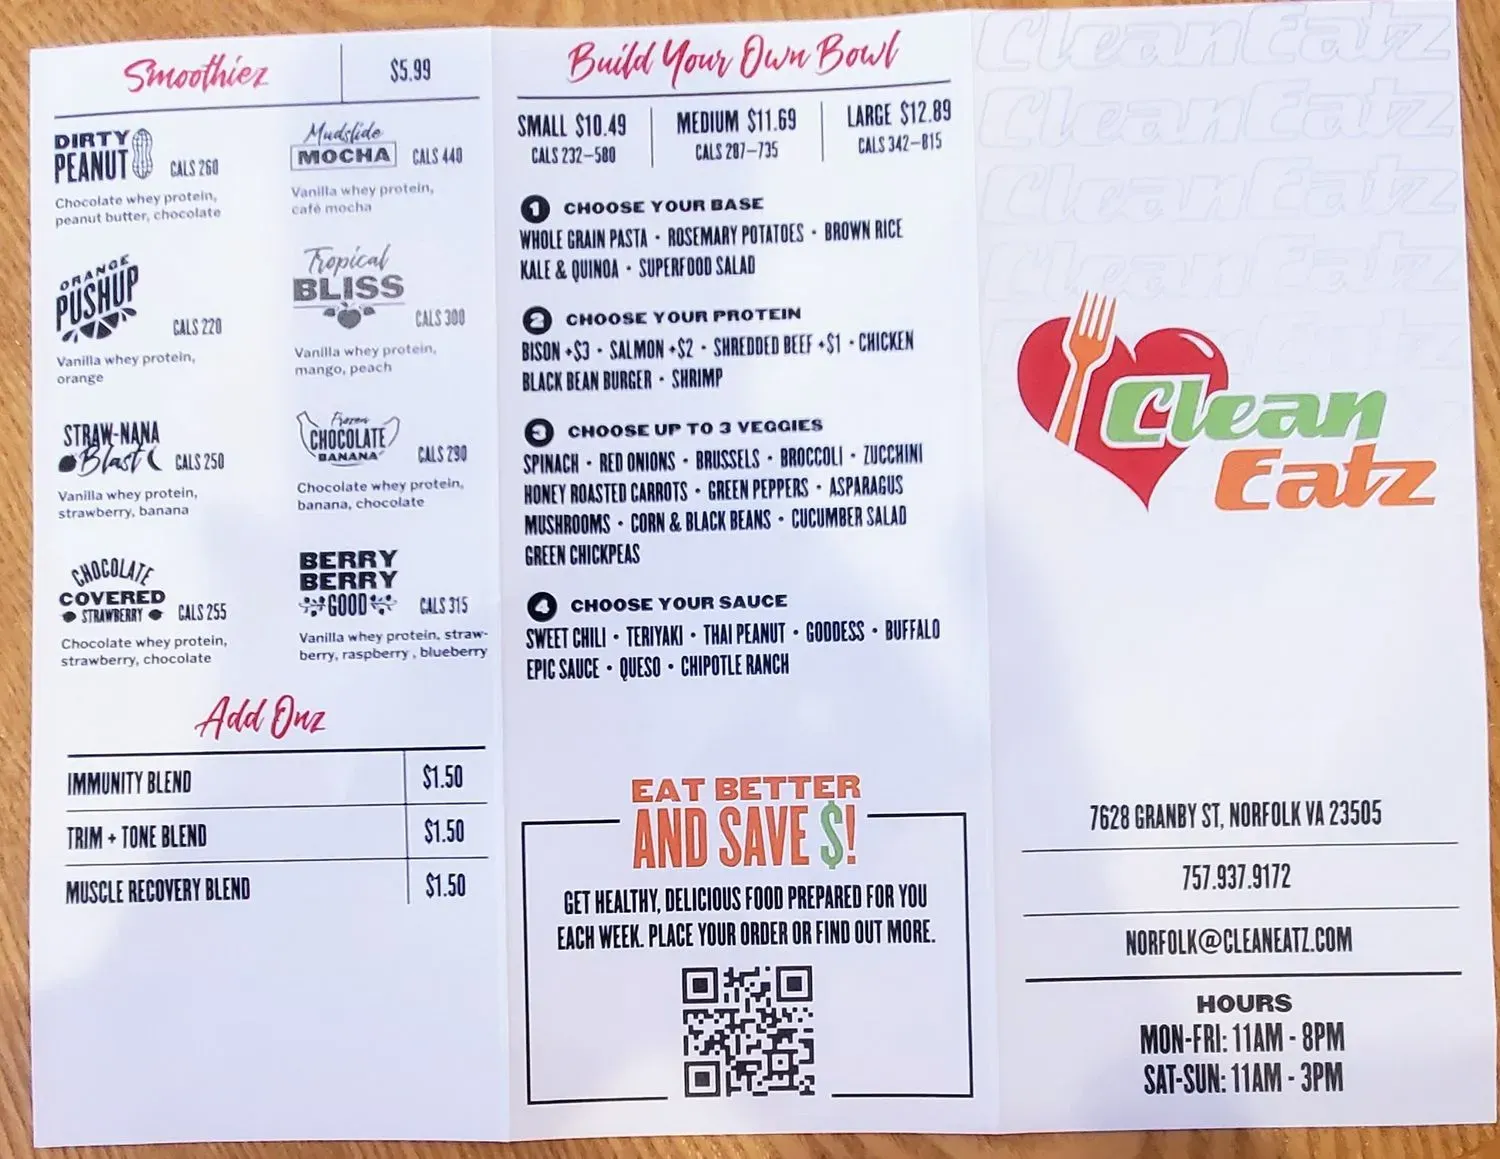 Smoothiez
$5.99
DIRTY
PEANUT
CALS 260
Chocolate whey protein,
peanut butter, chocolate
Mudslide
MOCHA
CALS 440
Vanilla whey protein,
café mocha
ORANGE
PUSHUP
CALS 220
Vanilla whey protein,
orange
Tropical
BLISS
CALS 300
Vanilla whey protein,
mango, peach
STRAW-NANA
Blast
CALS 250
Vanilla whey protein,
strawberry, banana
Frozen
CHOCOLATE
BANANA
CALS 290
Chocolate whey protein,
banana, chocolate
CHOCOLATE
COVERED
STRAWBERRY
CALS 255
Chocolate whey protein,
strawberry, chocolate
BERRY
BERRY
GOOD
CALS 315
Vanilla whey protein, straw-
berry, raspberry , blueberry
Add Onz
IMMUNITY BLEND $1.50
TRIM + TONE BLEND $1.50
MUSCLE RECOVERY BLEND $1.50
Build Your Own Bowl
SMALL $10.49
CALS 232–580
MEDIUM $11.69
CALS 287–735
LARGE $12.89
CALS 342–815
1 CHOOSE YOUR BASE
WHOLE GRAIN PASTA • ROSEMARY POTATOES • BROWN RICE
KALE & QUINOA • SUPERFOOD SALAD
2 CHOOSE YOUR PROTEIN
BISON +$3 • SALMON +$2 • SHREDDED BEEF +$1 • CHICKEN
BLACK BEAN BURGER • SHRIMP
3 CHOOSE UP TO 3 VEGGIES
SPINACH • RED ONIONS • BRUSSELS • BROCCOLI • ZUCCHINI
HONEY ROASTED CARROTS • GREEN PEPPERS • ASPARAGUS
MUSHROOMS • CORN & BLACK BEANS • CUCUMBER SALAD
GREEN CHICKPEAS
4 CHOOSE YOUR SAUCE
SWEET CHILI • TERIYAKI • THAI PEANUT • GODDESS • BUFFALO
EPIC SAUCE • QUESO • CHIPOTLE RANCH
EAT BETTER
AND SAVE $!
GET HEALTHY, DELICIOUS FOOD PREPARED FOR YOU
EACH WEEK. PLACE YOUR ORDER OR FIND OUT MORE.
CleanEatz
CleanEatz
CleanEatz
CleanEatz
Clean
Eatz
7628 GRANBY ST, NORFOLK VA 23505
757.937.9172
NORFOLK@CLEANEATZ.COM
HOURS
MON-FRI: 11AM - 8PM
SAT-SUN: 11AM - 3PM